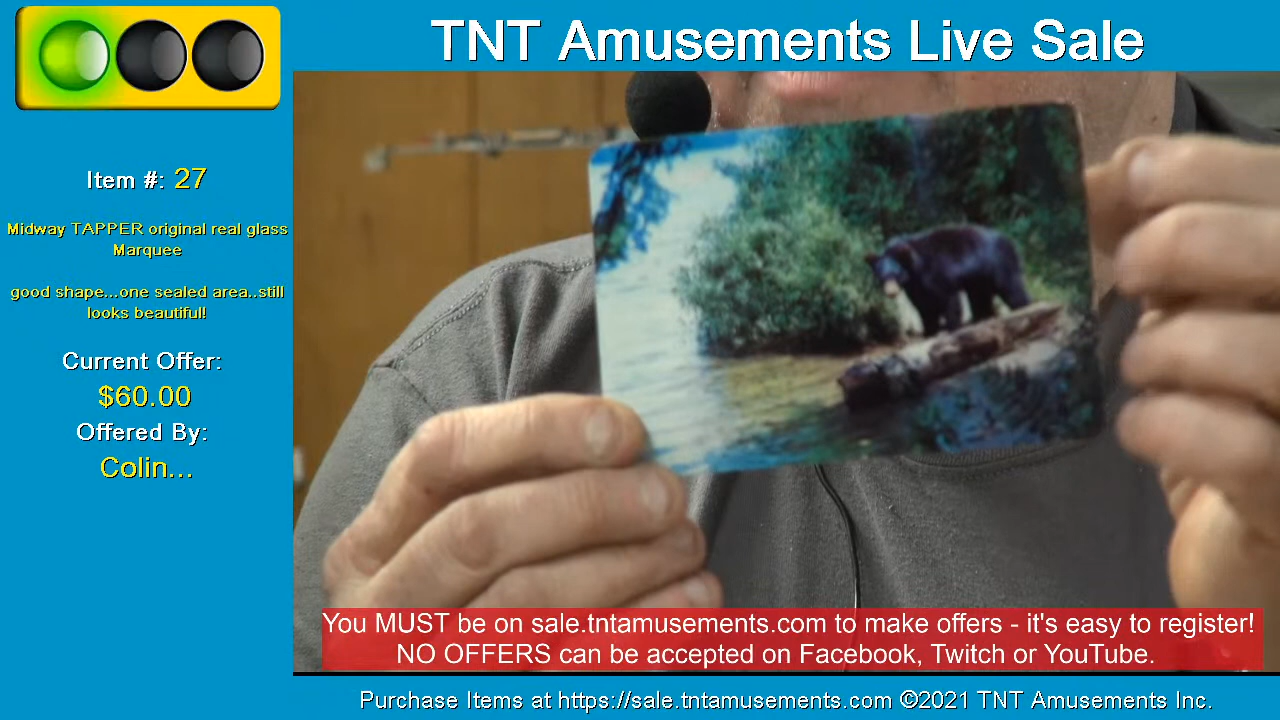 TNT Amusements Live Sale
Item #: 27
Midway TAPPER original real glass
Marquee
good shape...one sealed area..still
looks beautiful!
Current Offer:
$60.00
Offered By:
Colin...
You MUST be on sale.tntamusements.com to make offers - it's easy to register!
NO OFFERS can be accepted on Facebook, Twitch or YouTube.
Purchase Items at https://sale.tntamusements.com ©2021 TNT Amusements Inc.